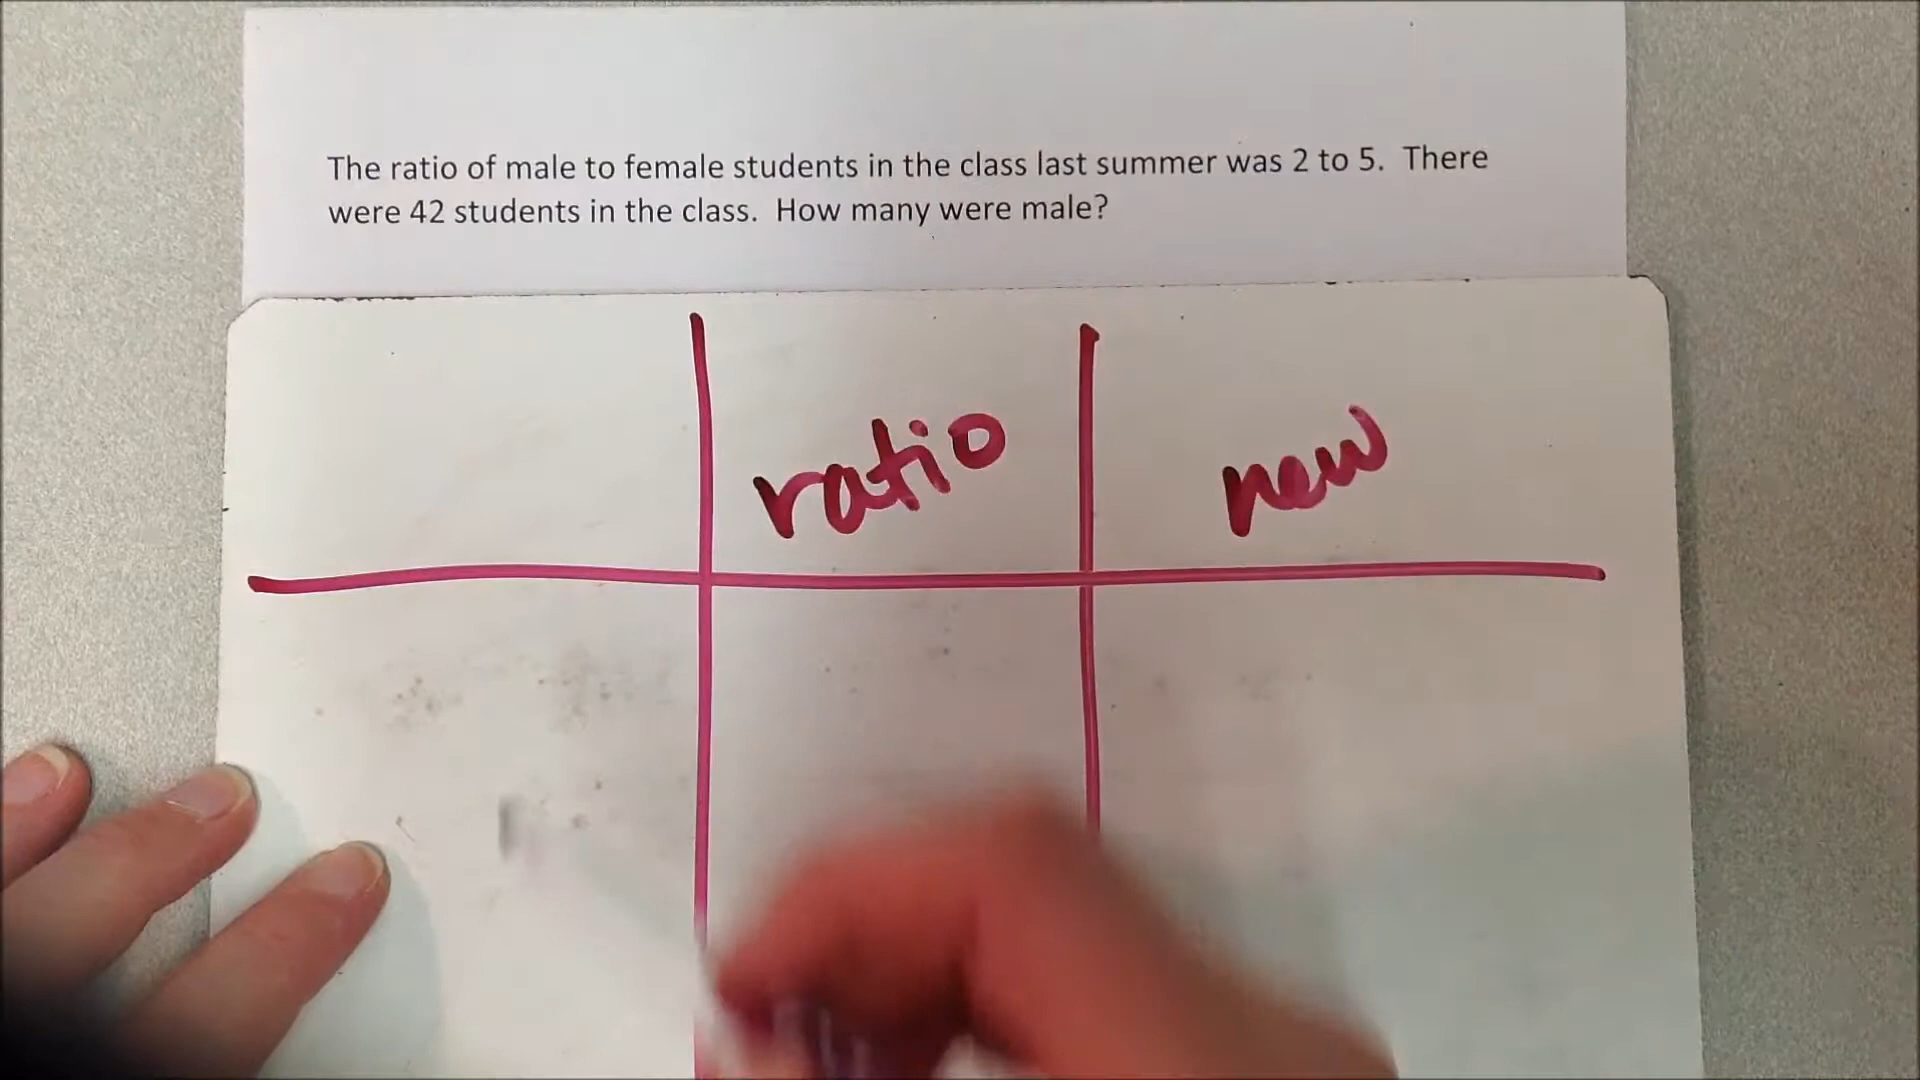 The ratio of male to female students in the class last summer was 2 to 5. There
were 42 students in the class. How many were male?
ratio
new